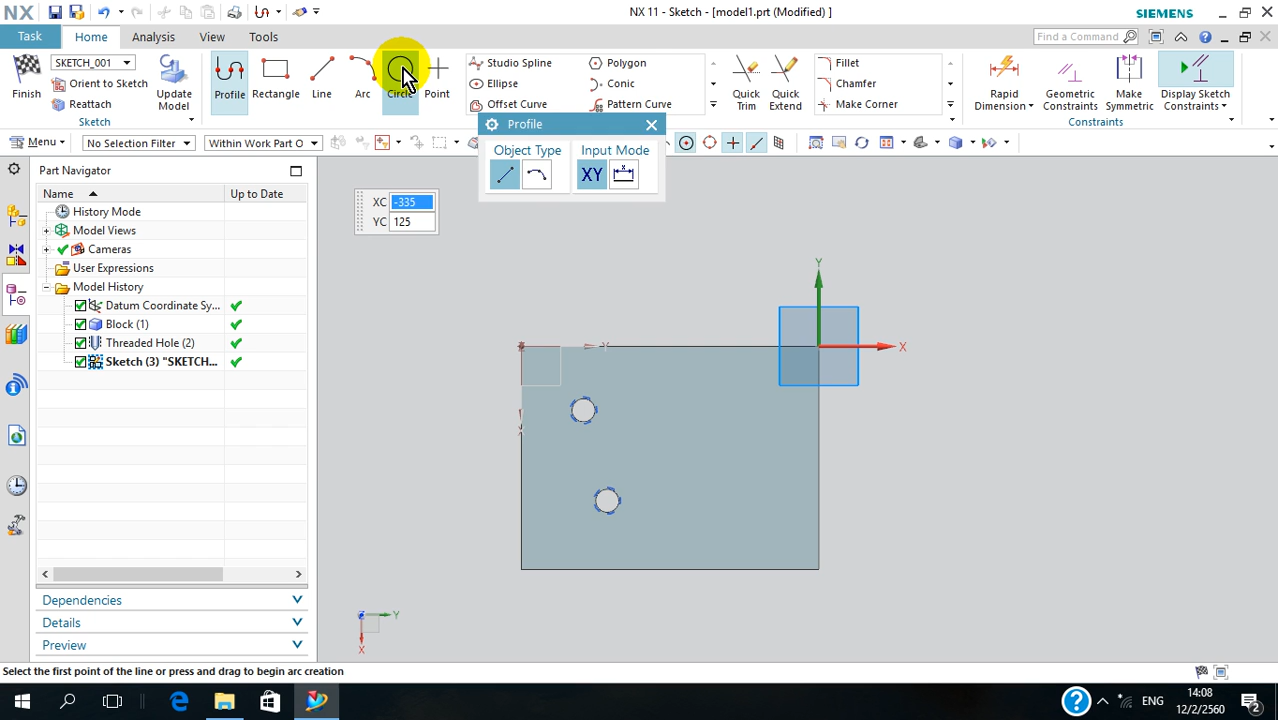 NX
NX 11 - Sketch - [model1.prt (Modified) ]
SIEMENS
Task
Home
Analysis
View
Tools
Find a Command
Finish
SKETCH_001
Orient to Sketch
Reattach
Sketch
Update
Model
Profile
Rectangle
Line
Arc
Circle
Point
Studio Spline
Ellipse
Offset Curve
Polygon
Conic
Pattern Curve
Quick
Trim
Quick
Extend
Fillet
Chamfer
Make Corner
Rapid
Dimension
Geometric
Constraints
Make
Symmetric
Display Sketch
Constraints
Constraints
Menu
No Selection Filter
Within Work Part O
Profile
Object Type
Input Mode
XY
Part Navigator
Name
Up to Date
History Mode
Model Views
Cameras
User Expressions
Model History
Datum Coordinate Sy...
Block (1)
Threaded Hole (2)
Sketch (3) "SKETCH...
Dependencies
Details
Preview
XC -335
YC 125
Y
X
Z
Y
X
Select the first point of the line or press and drag to begin arc creation
ENG
14:08
12/2/2560
2